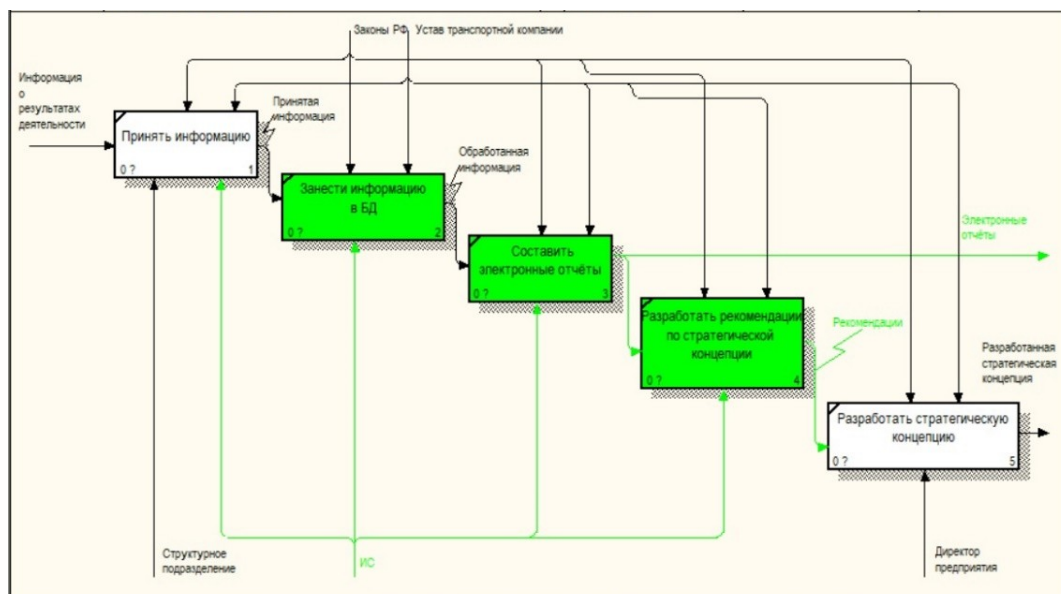 Законы РФ Устав транспортной компании
Информация
о
результатах
деятельности
Принять информацию
0 ?
1
Принятая
информация
Занести информацию
в БД
0 ?
2
Обработанная
информация
Составить
электронные отчёты
0 ?
3
Электронные
отчёты
Разработать рекомендации
по стратегической
концепции
0 ?
4
Рекомендации
Разработанная
стратегическая
концепция
Разработать стратегическую
концепцию
0 ?
5
Структурное
подразделение
ИС
Директор
предприятия